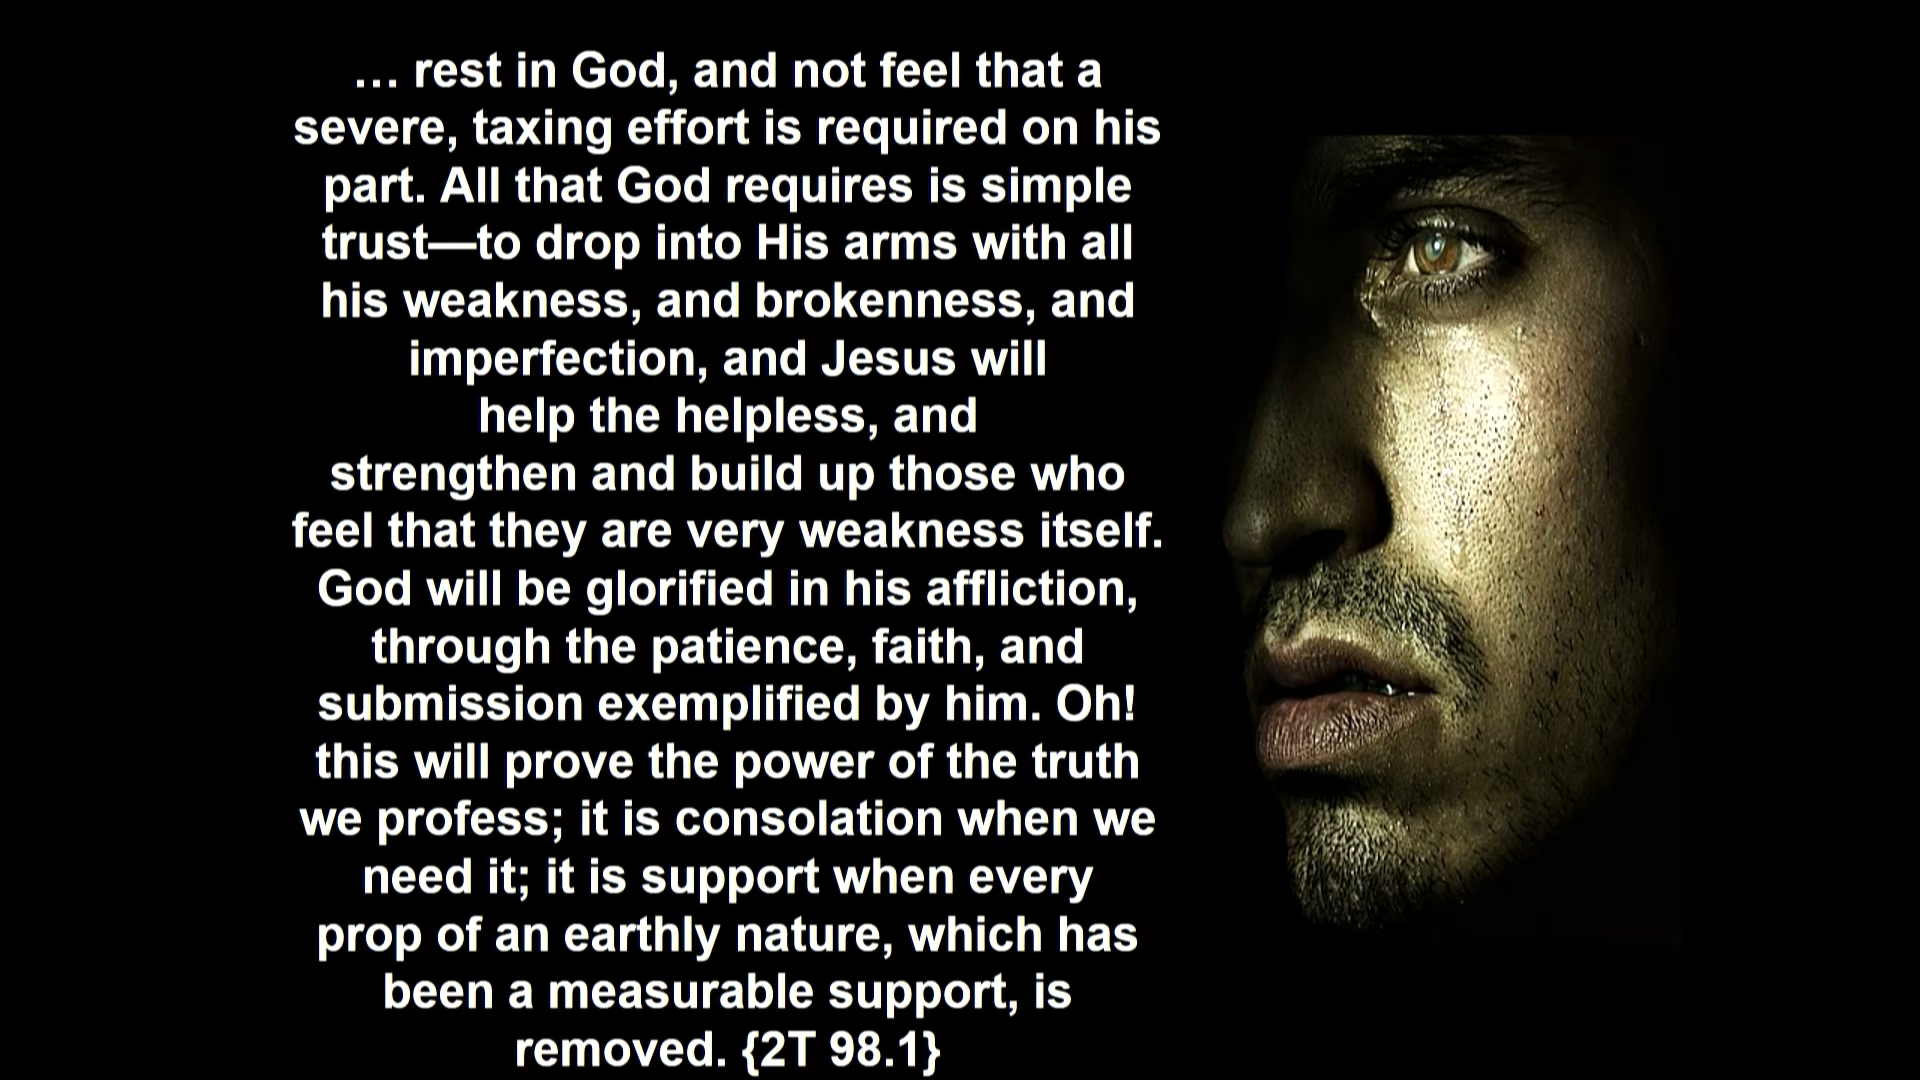 … rest in God, and not feel that a
severe, taxing effort is required on his
part. All that God requires is simple
trust—to drop into His arms with all
his weakness, and brokenness, and
imperfection, and Jesus will
help the helpless, and
strengthen and build up those who
feel that they are very weakness itself.
God will be glorified in his affliction,
through the patience, faith, and
submission exemplified by him. Oh!
this will prove the power of the truth
we profess; it is consolation when we
need it; it is support when every
prop of an earthly nature, which has
been a measurable support, is
removed. {2T 98.1}